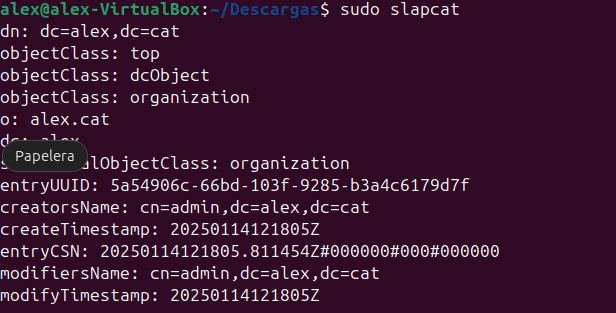 alex@alex-VirtualBox:~/Descargas$ sudo slapcat
dn: dc=alex,dc=cat
objectClass: top
objectClass: dcObject
objectClass: organization
o: alex.cat
dc: alex
Papelera
alObjectClass: organization
entryUUID: 5a54906c-66bd-103f-9285-b3a4c6179d7f
creatorsName: cn=admin,dc=alex,dc=cat
createTimestamp: 20250114121805Z
entryCSN: 20250114121805.811454Z#000000#000#000000
modifiersName: cn=admin,dc=alex,dc=cat
modifyTimestamp: 20250114121805Z